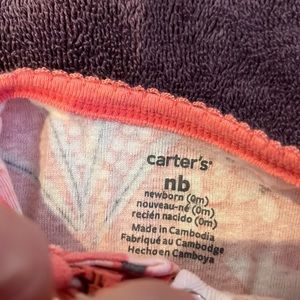 carter's®
nb
newborn (0m)
nouveau-né (0m)
recién nacido (0m)
Made in Cambodia
Fabriqué au Cambodge
Hecho en Camboya